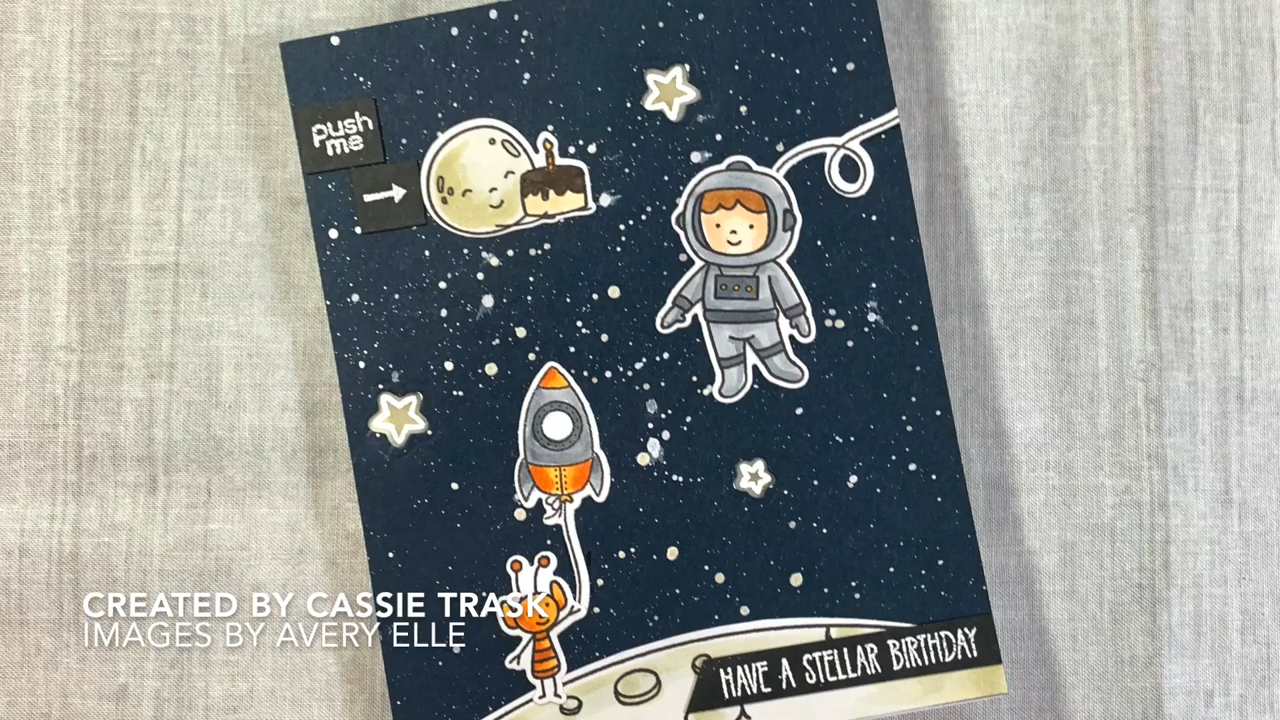 push
me
HAVE A STELLAR BIRTHDAY
CREATED BY CASSIE TRASK
IMAGES BY AVERY ELLE